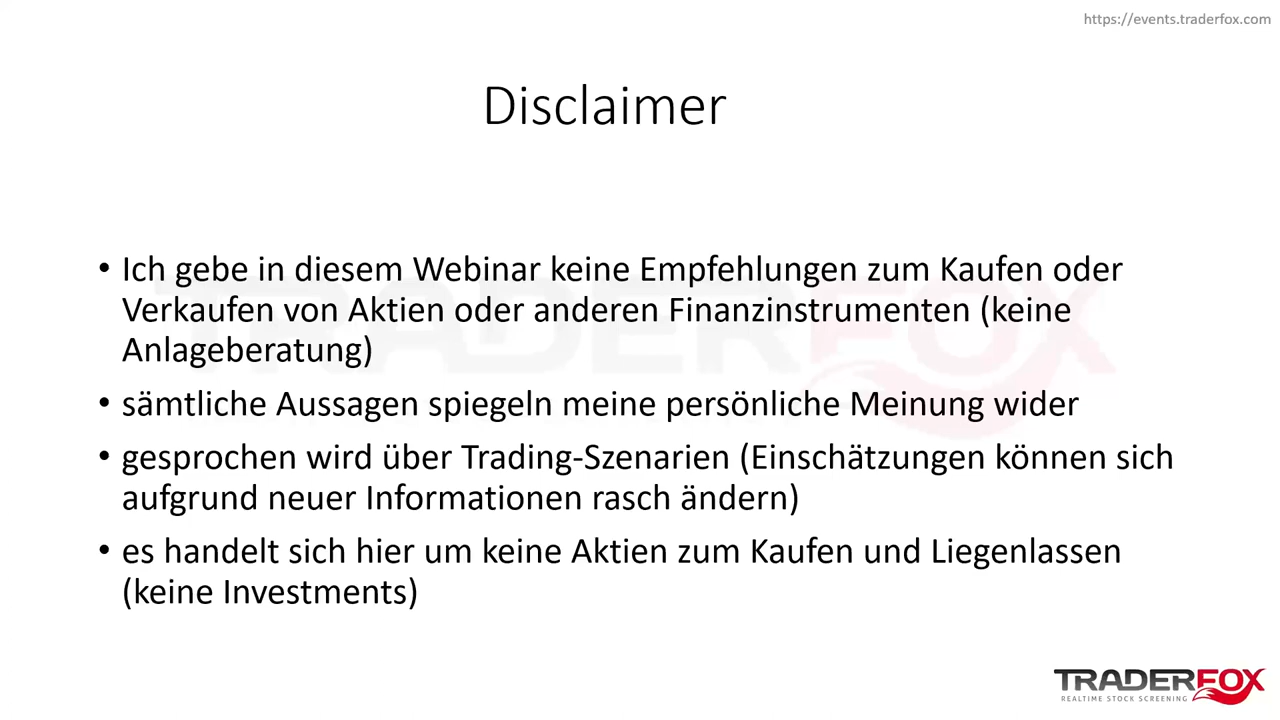 https://events.traderfox.com
Disclaimer
• Ich gebe in diesem Webinar keine Empfehlungen zum Kaufen oder
Verkaufen von Aktien oder anderen Finanzinstrumenten (keine
Anlageberatung)
• sämtliche Aussagen spiegeln meine persönliche Meinung wider
• gesprochen wird über Trading-Szenarien (Einschätzungen können sich
aufgrund neuer Informationen rasch ändern)
• es handelt sich hier um keine Aktien zum Kaufen und Liegenlassen
(keine Investments)
TRADERFOX
TRADERFOX
REALTIME STOCK SCREENING